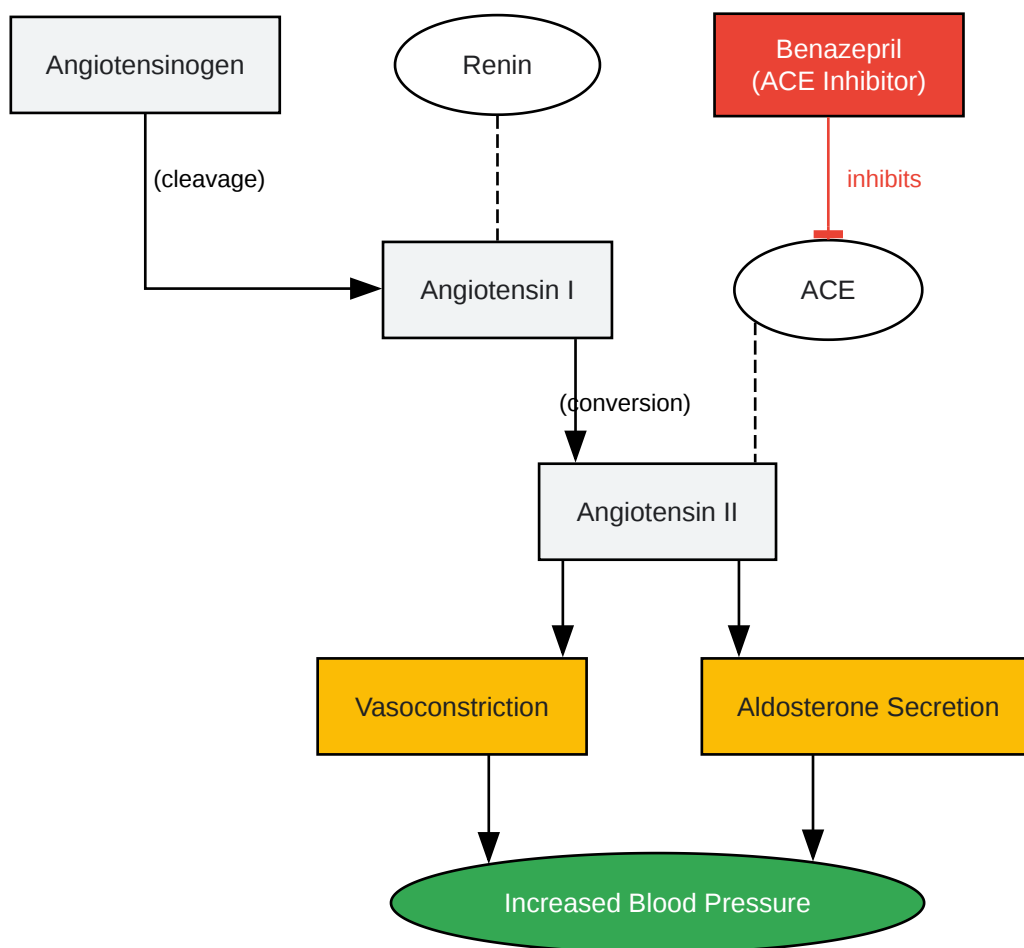 Angiotensinogen
Renin
Benazepril
(ACE Inhibitor)
(cleavage)
inhibits
Angiotensin I
ACE
(conversion)
Angiotensin II
Vasoconstriction
Aldosterone Secretion
Increased Blood Pressure